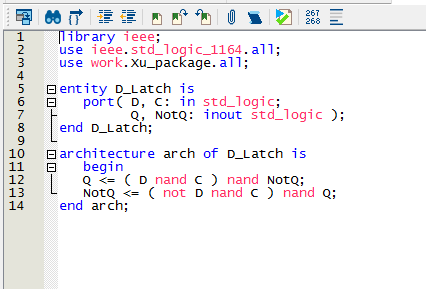 267
268
1 library ieee;
2 use ieee.std_logic_1164.all;
3 use work.Xu_package.all;
4
5 entity D_Latch is
6 port( D, C: in std_logic;
7 Q, NotQ: inout std_logic );
8 end D_Latch;
9
10 architecture arch of D_Latch is
11 begin
12 Q <= ( D nand C ) nand NotQ;
13 NotQ <= ( not D nand C ) nand Q;
14 end arch;